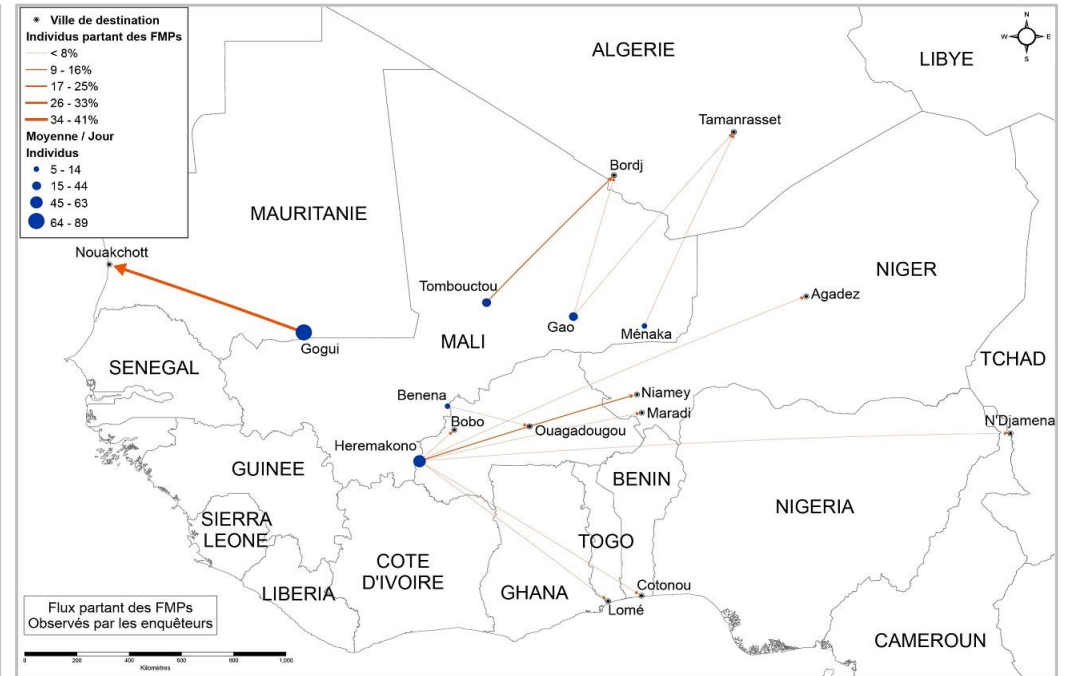 Ville de destination
Individus partant des FMPs
< 8%
9 - 16%
17 - 25%
26 - 33%
34 - 41%
Moyenne / Jour
Individus
5 - 14
15 - 44
45 - 63
64 - 89
N
W E
S
ALGERIE
LIBYE
Tamanrasset
Bordj
MAURITANIE
Nouakchott
NIGER
Tombouctou
Agadez
Gao
Ménaka
MALI
Gogui
TCHAD
SENEGAL
Benena
Niamey
Maradi
Bobo
Ouagadougou
N'Djamena
Heremakono
GUINEE
BENIN
NIGERIA
SIERRA
LEONE
TOGO
COTE
D'IVOIRE
GHANA
Cotonou
LIBERIA
Lomé
Flux partant des FMPs
Observés par les enquêteurs
CAMEROUN
0 200 400 600 800 1,000
Kilomètres